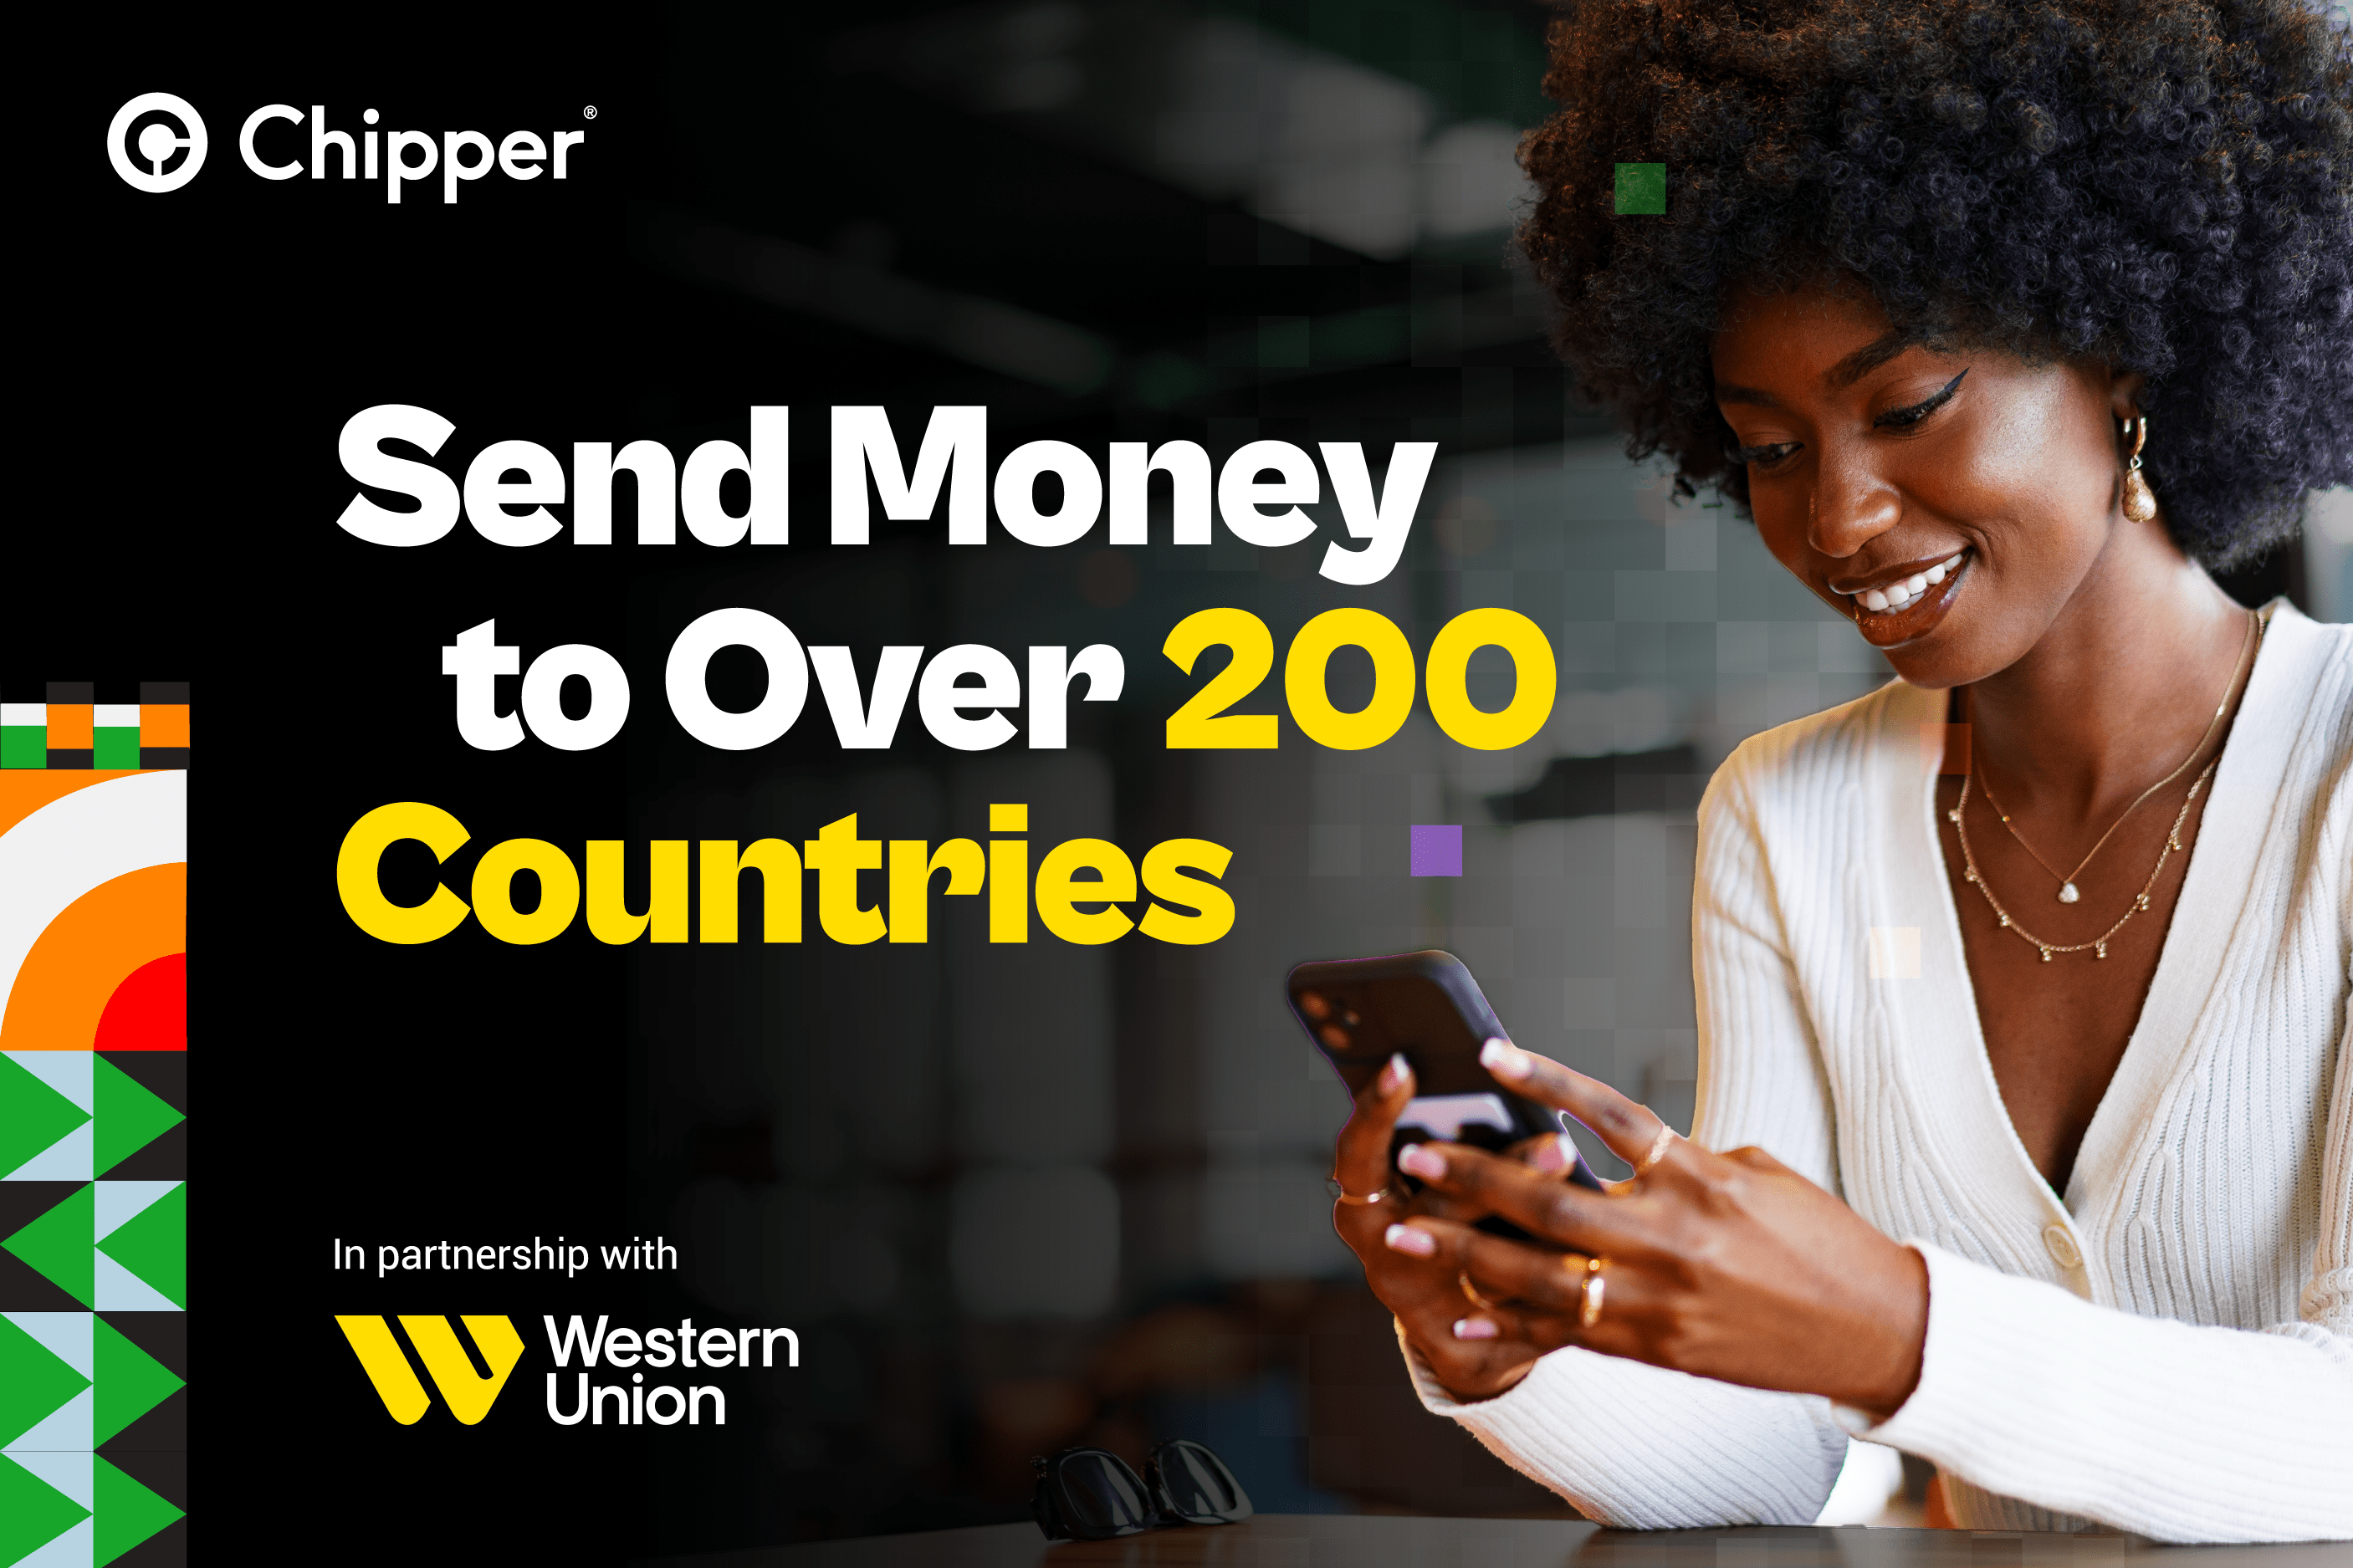 Chipper®
Send Money
to Over 200
Countries
In partnership with
Western
Union